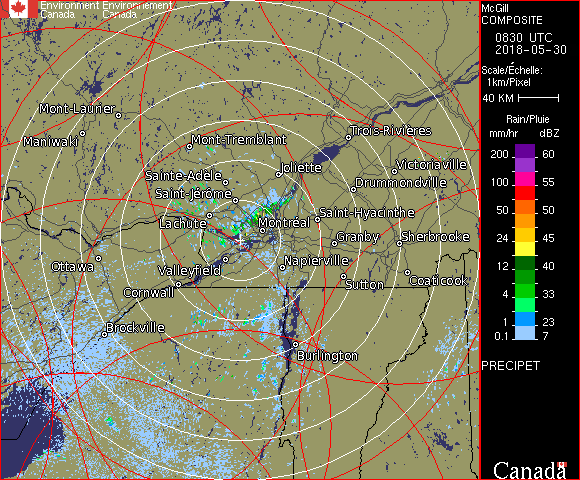 Environment Environnement
Canada Canada
McGill
COMPOSITE
0830 UTC
2018-05-30
Scale/Échelle:
1km/Pixel
40 KM
Rain/Pluie
mm/hr dBZ
200 60
100 55
50 50
24 45
12 40
4 33
1 23
0.1 7
PRECIPET
Canada
Mont-Laurier
Maniwaki
Mont-Tremblant
Trois-Rivières
Sainte-Adèle
Joliette
Victoriaville
Saint-Jérôme
Drummondville
Lachute
Montréal
Saint-Hyacinthe
Granby
Sherbrooke
Ottawa
Valleyfield
Napierville
Cornwall
Sutton
Coaticook
Brockville
Burlington